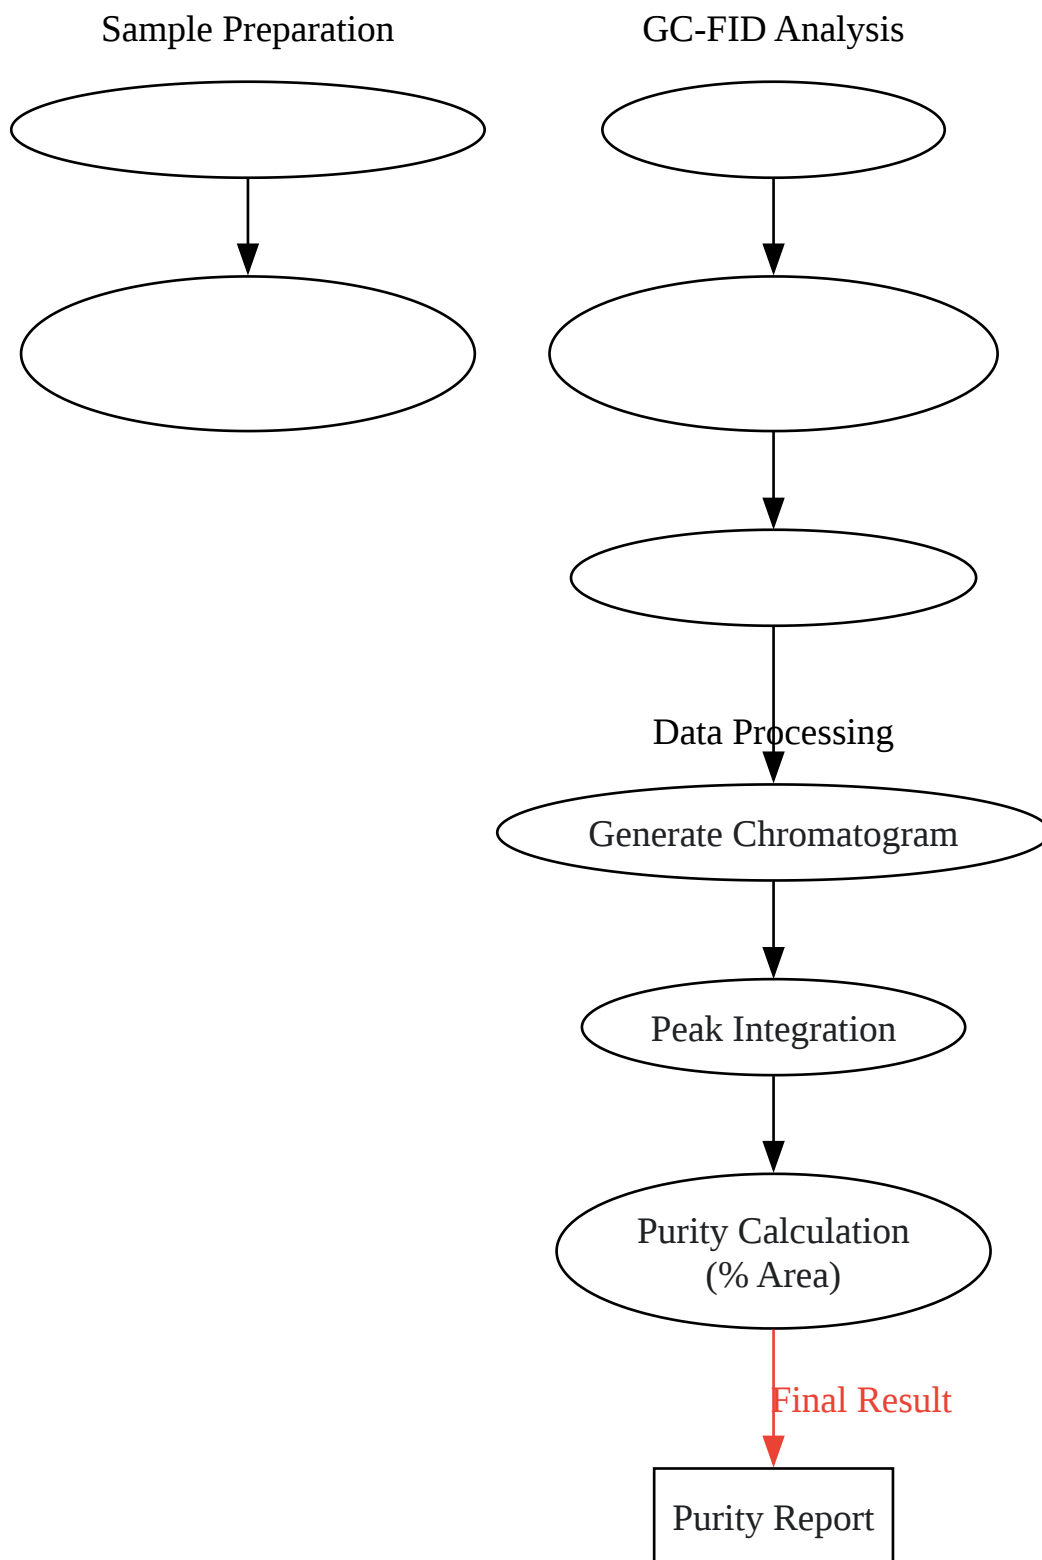 Sample Preparation
GC-FID Analysis
Data Processing
Generate Chromatogram
Peak Integration
Purity Calculation
(% Area)
Final Result
Purity Report